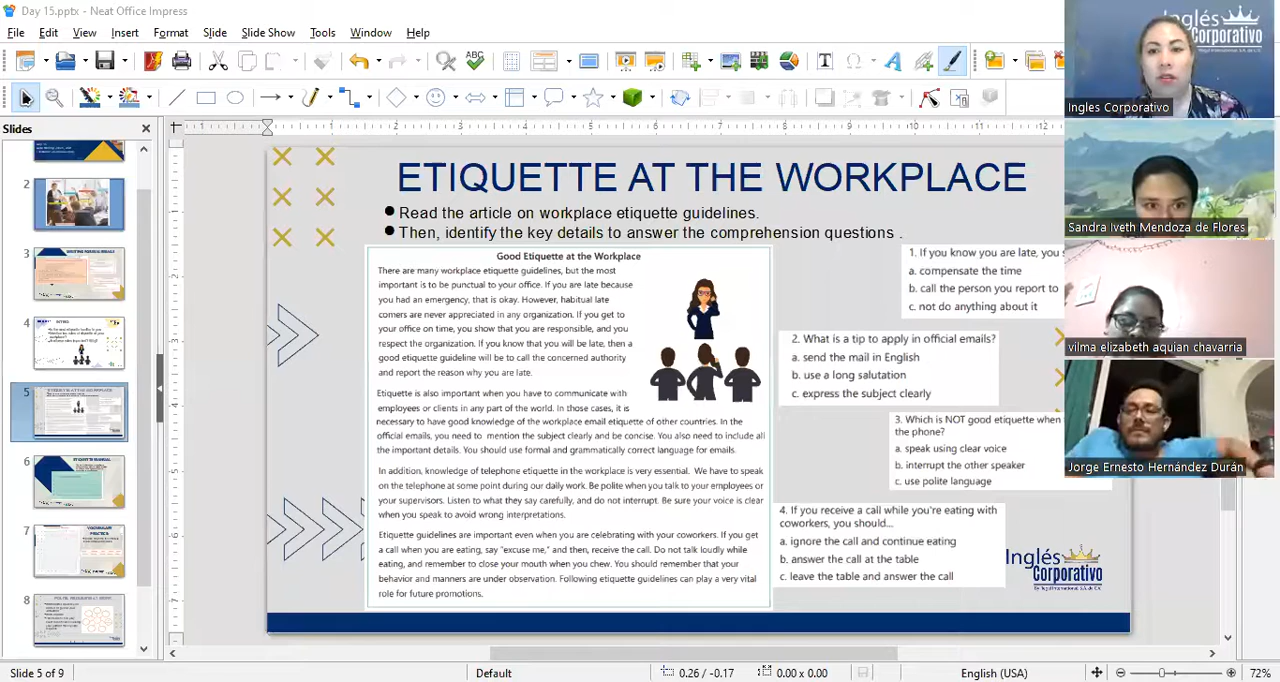 Day 15.pptx - Neat Office Impress
File Edit View Insert Format Slide Slide Show Tools Window Help
Slides
2
3
4
5
6
7
8
1 1 2 3 4 5 6 7 8 9 10 11 12
ETIQUETTE AT THE WORKPLACE
Read the article on workplace etiquette guidelines.
Then, identify the key details to answer the comprehension questions .
Good Etiquette at the Workplace
There are many workplace etiquette guidelines, but the most
important is to be punctual to your office. If you are late because
you had an emergency, that is okay. However, habitual late
comers are never appreciated in any organization. If you get to
your office on time, you show that you are responsible, and you
respect the organization. If you know that you will be late, then a
good etiquette guideline will be to call the concerned authority
and report the reason why you are late.
Etiquette is also important when you have to communicate with
employees or clients in any part of the world. In those cases, it is
necessary to have good knowledge of the workplace email etiquette of other countries. In the
official emails, you need to mention the subject clearly and be concise. You also need to include all
the important details. You should use formal and grammatically correct language for emails.
In addition, knowledge of telephone etiquette in the workplace is very essential. We have to speak
on the telephone at some point during our daily work. Be polite when you talk to your employees or
your supervisors. Listen to what they say carefully, and do not interrupt. Be sure your voice is clear
when you speak to avoid wrong interpretations.
Etiquette guidelines are important even when you are celebrating with your coworkers. If you get
a call when you are eating, say "excuse me," and then, receive the call. Do not talk loudly while
eating, and remember to close your mouth when you chew. You should remember that your
behavior and manners are under observation. Following etiquette guidelines can play a very vital
role for future promotions.
1. If you know you are late, you
a. compensate the time
b. call the person you report to
c. not do anything about it
2. What is a tip to apply in official emails?
a. send the mail in English
b. use a long salutation
c. express the subject clearly
3. Which is NOT good etiquette when
the phone?
a. speak using clear voice
b. interrupt the other speaker
c. use polite language
4. If you receive a call while you're eating with
coworkers, you should...
a. ignore the call and continue eating
b. answer the call at the table
c. leave the table and answer the call
Inglés
Corporativo
Inglés
Corporativo
Ingles Corporativo
Sandra Iveth Mendoza de Flores
vilma elizabeth aquian chavarria
Jorge Ernesto Hernández Durán
Slide 5 of 9 Default 0.26 / -0.17 0.00 x 0.00 English (USA) 72%